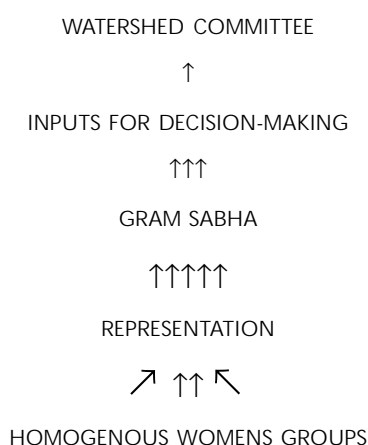 WATERSHED COMMITTEE
↑
INPUTS FOR DECISION-MAKING
↑↑↑
GRAM SABHA
↑↑↑↑↑
REPRESENTATION
↗ ↑↑ ↖
HOMOGENOUS WOMENS GROUPS